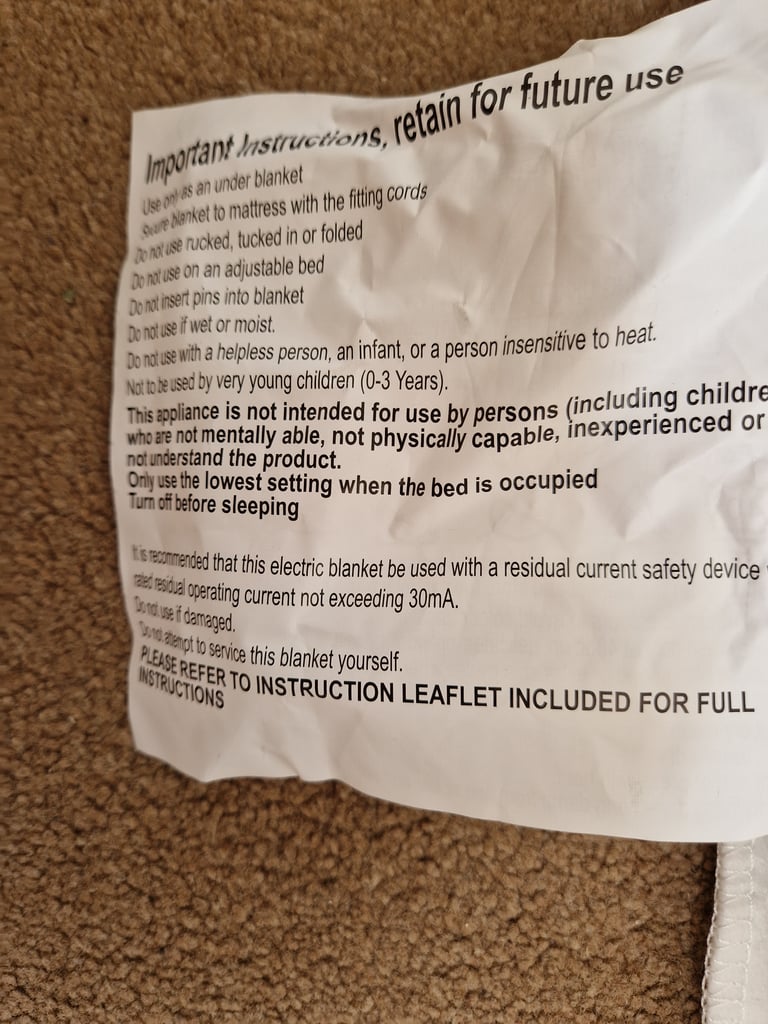 Important Instructions, retain for future use
Use only as an under blanket
Secure blanket to mattress with the fitting cords
Do not use rucked, tucked in or folded
Do not use on an adjustable bed
Do not insert pins into blanket
Do not use if wet or moist.
Do not use with a helpless person, an infant, or a person insensitive to heat.
Not to be used by very young children (0-3 Years).
This appliance is not intended for use by persons (including childre
who are not mentally able, not physically capable, inexperienced or
not understand the product.
Only use the lowest setting when the bed is occupied
Turn off before sleeping
It is recommended that this electric blanket be used with a residual current safety device
rated residual operating current not exceeding 30mA.
Do not use if damaged.
Do not attempt to service this blanket yourself.
PLEASE REFER TO INSTRUCTION LEAFLET INCLUDED FOR FULL
INSTRUCTIONS